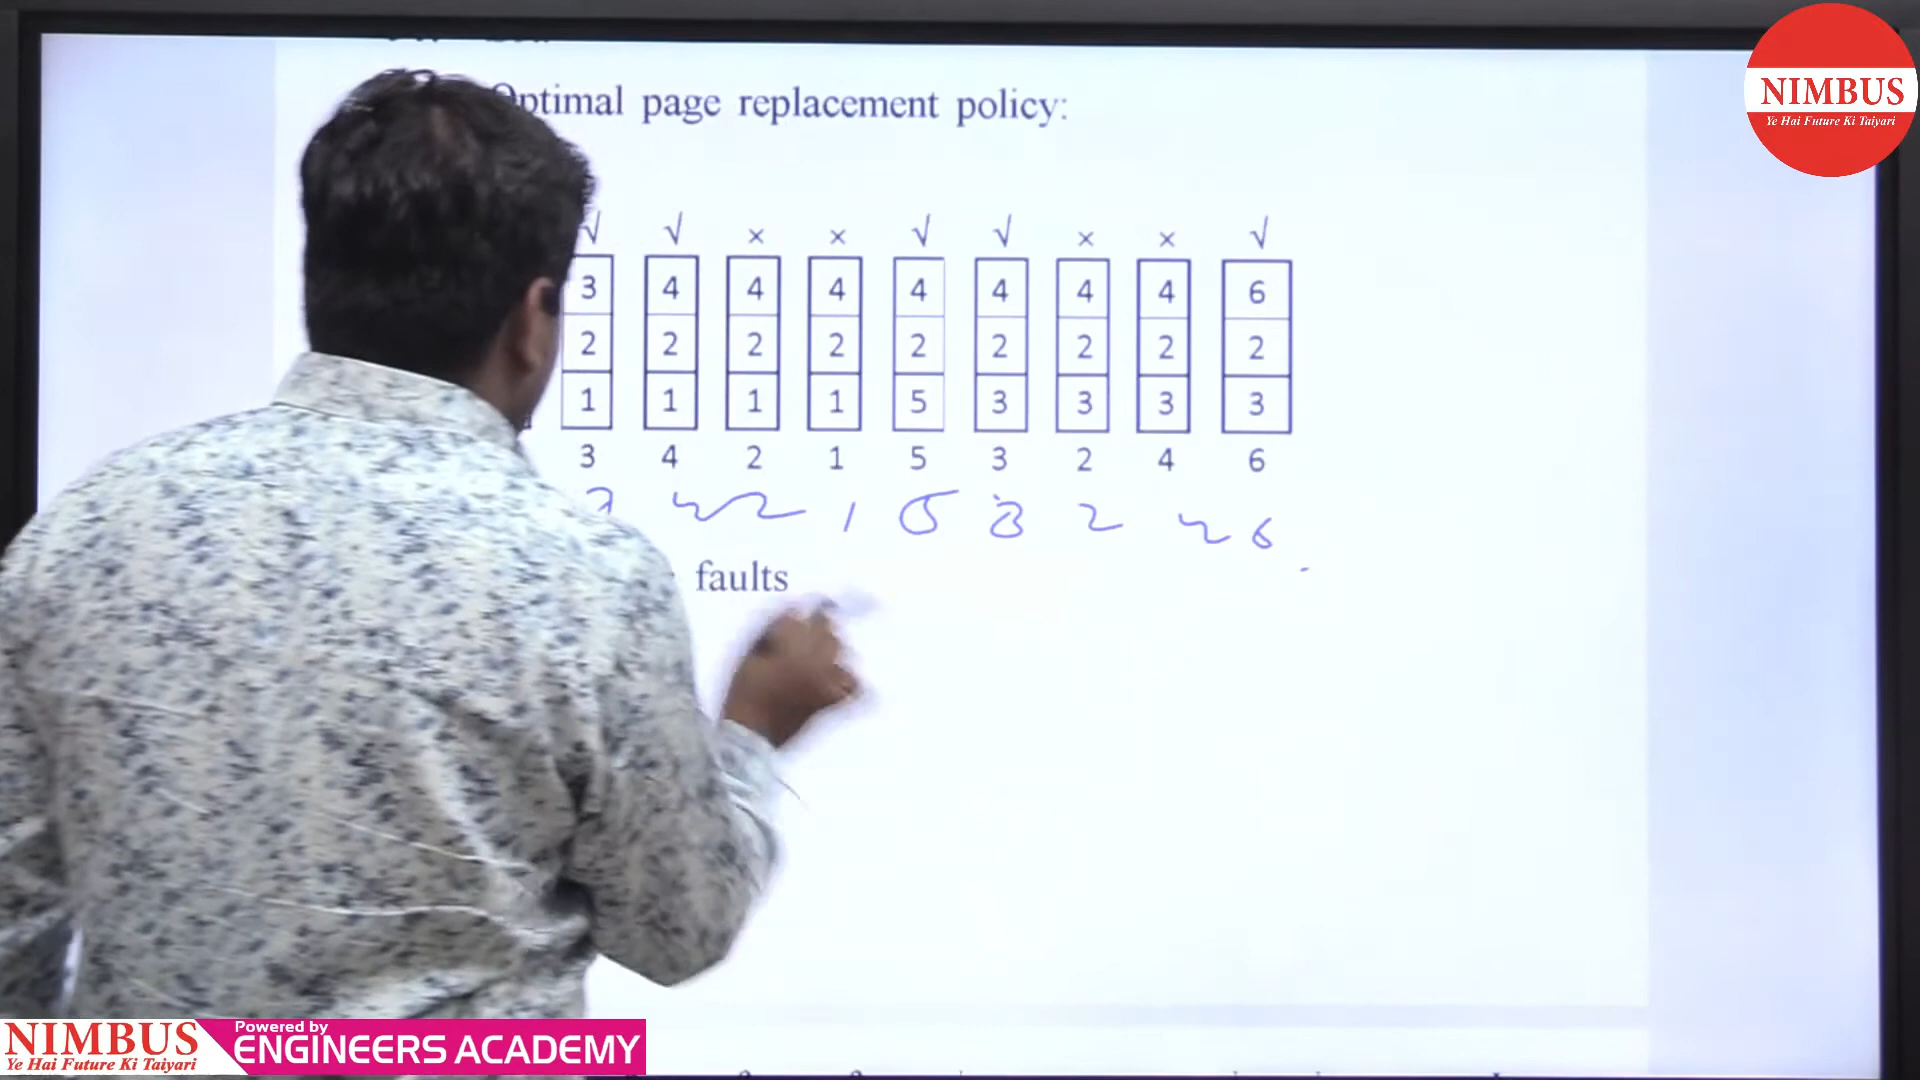 NIMBUS
Ye Hai Future Ki Taiyari
Optimal page replacement policy:
√ √ × × √ √ × × √
3 4 4 4 4 4 4 4 6
2 2 2 2 2 2 2 2 2
1 1 1 1 5 3 3 3 3
3 4 2 1 5 3 2 4 6
2 1 5 3 2 6
faults
NIMBUS
Ye Hai Future Ki Taiyari
Powered by
ENGINEERS ACADEMY